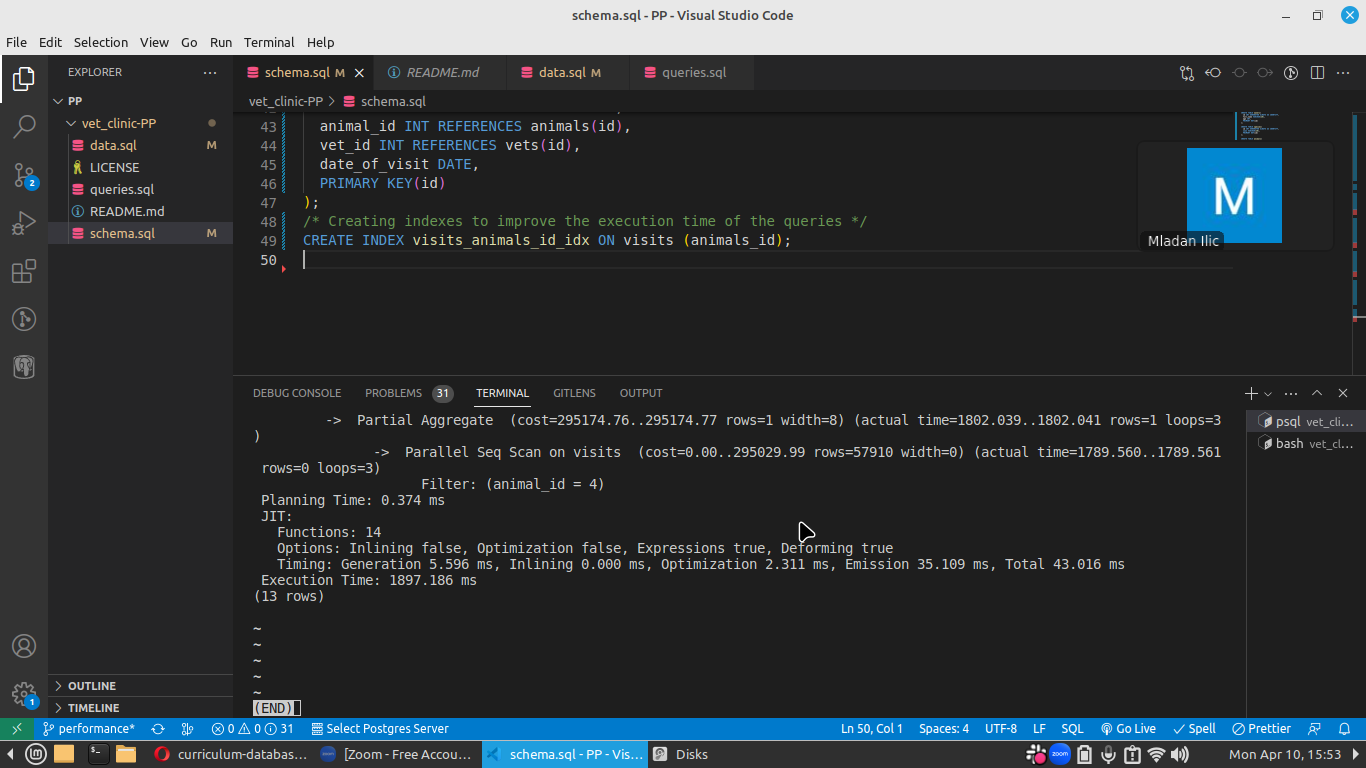 schema.sql - PP - Visual Studio Code
File Edit Selection View Go Run Terminal Help
EXPLORER
PP
vet_clinic-PP
data.sql M
LICENSE
queries.sql
README.md
schema.sql M
OUTLINE
TIMELINE
2
1
schema.sql M README.md data.sql M queries.sql
vet_clinic-PP > schema.sql
43 animal_id INT REFERENCES animals(id),
44 vet_id INT REFERENCES vets(id),
45 date_of_visit DATE,
46 PRIMARY KEY(id)
47 );
48 /* Creating indexes to improve the execution time of the queries */
49 CREATE INDEX visits_animals_id_idx ON visits (animals_id);
50
M
Mladan Ilic
DEBUG CONSOLE PROBLEMS 31 TERMINAL GITLENS OUTPUT
-> Partial Aggregate (cost=295174.76..295174.77 rows=1 width=8) (actual time=1802.039..1802.041 rows=1 loops=3
)
-> Parallel Seq Scan on visits (cost=0.00..295029.99 rows=57910 width=0) (actual time=1789.560..1789.561
rows=0 loops=3)
Filter: (animal_id = 4)
Planning Time: 0.374 ms
JIT:
Functions: 14
Options: Inlining false, Optimization false, Expressions true, Deforming true
Timing: Generation 5.596 ms, Inlining 0.000 ms, Optimization 2.311 ms, Emission 35.109 ms, Total 43.016 ms
Execution Time: 1897.186 ms
(13 rows)
~
~
~
~
~
(END)
psql vet_cli...
bash vet_cl...
performance* 0 0 31 Select Postgres Server Ln 50, Col 1 Spaces: 4 UTF-8 LF SQL Go Live Spell Prettier
curriculum-databas... [Zoom - Free Accou... schema.sql - PP - Vis... Disks zoom Mon Apr 10, 15:53